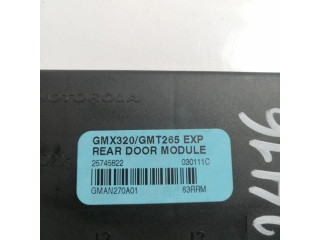 MOTOROLA
GMX320/GMT265 EXP
REAR DOOR MODULE
25745822 030111C
GMAN270A01 63RRM